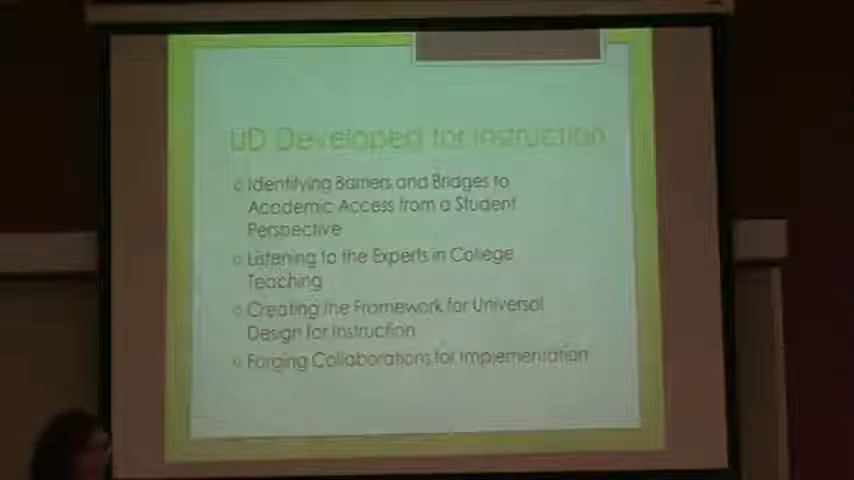 UD Developed for Instruction
Identifying Barriers and Bridges to
Academic Access from a Student
Perspective
Listening to the Experts in College
Teaching
Creating the Framework for Universal
Design for Instruction
Forging Collaborations for Implementation